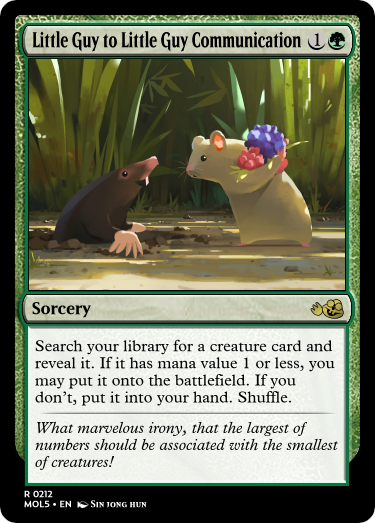 Little Guy to Little Guy Communication 1
Sorcery
Search your library for a creature card and
reveal it. If it has mana value 1 or less, you
may put it onto the battlefield. If you
don't, put it into your hand. Shuffle.
What marvelous irony, that the largest of
numbers should be associated with the smallest
of creatures!
R 0212
MOL5 • EN Sin jong hun